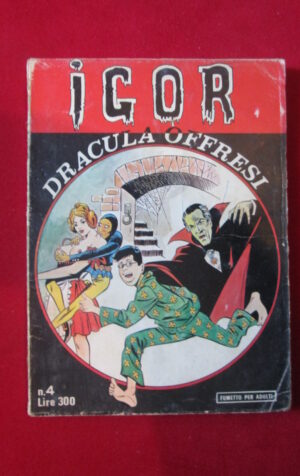 IGOR
DRACULA OFFRESI
n.4
Lire 300
FUMETTO PER ADULTI